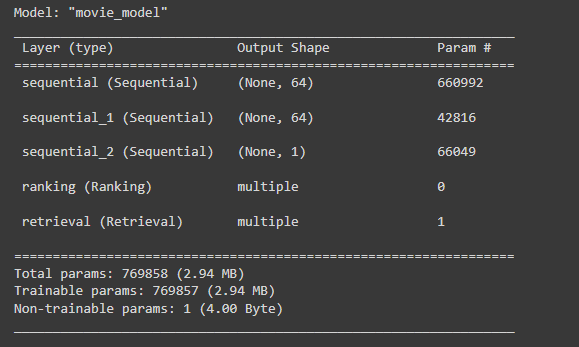 Model: "movie_model"
_________________________________________________________________
Layer (type)                Output Shape              Param #
=================================================================
sequential (Sequential)     (None, 64)                660992
sequential_1 (Sequential)   (None, 64)                42816
sequential_2 (Sequential)   (None, 1)                 66049
ranking (Ranking)           multiple                  0
retrieval (Retrieval)       multiple                  1
=================================================================
Total params: 769858 (2.94 MB)
Trainable params: 769857 (2.94 MB)
Non-trainable params: 1 (4.00 Byte)
_________________________________________________________________